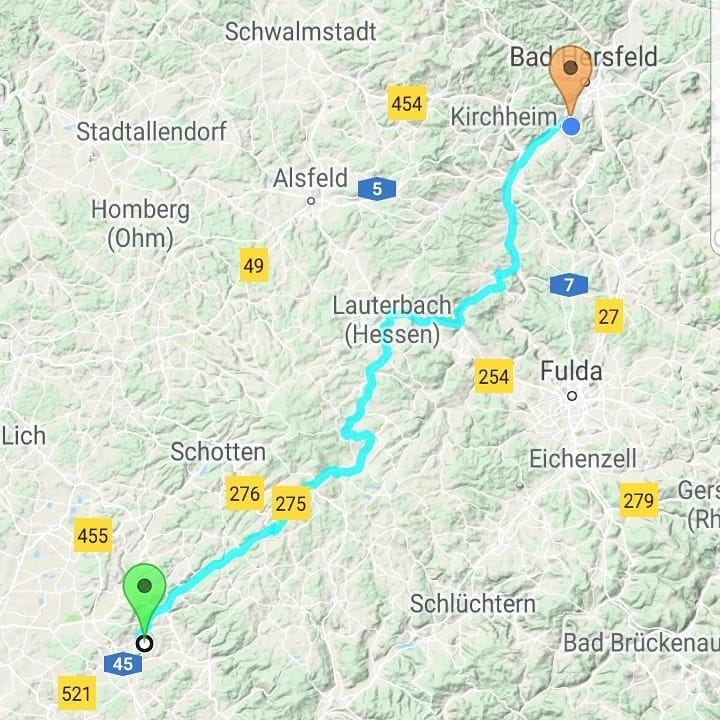 Schwalmstadt
Bad Hersfeld
454
Kirchheim
Stadtallendorf
Alsfeld
5
Homberg
(Ohm)
49
7
Lauterbach
(Hessen)
27
254
Fulda
Lich
Schotten
Eichenzell
276
275
279
Gers
(Rh
455
Schlüchtern
Bad Brückenau
45
521